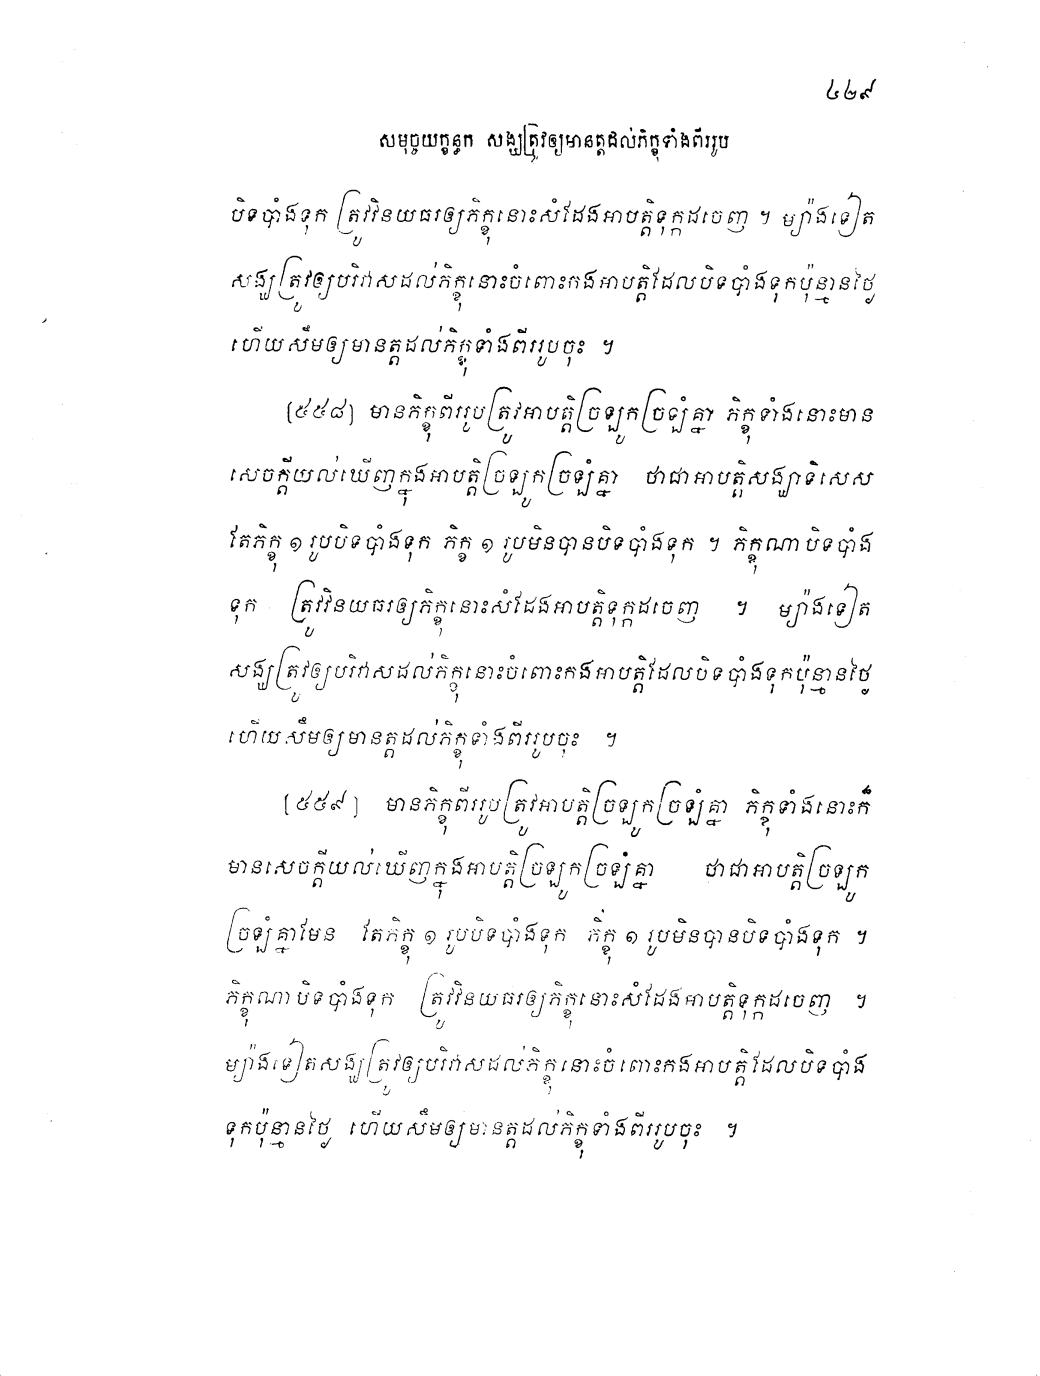 ៤២៩
សមុច្ចយក្ខន្ធក សង្ឃត្រូវឲ្យមានត្តដល់ភិក្ខុទាំងពីររូប
បិទបាំងទុក ត្រូវវិនយធរឲ្យភិក្ខុនោះសំដែងអាបត្តិទុក្កដចេញ ។ ម្យ៉ាងទៀត
សង្ឃត្រូវឲ្យបរិវាសដល់ភិក្ខុនោះចំពោះកងអាបត្តិដែលបិទបាំងទុកប៉ុន្មានថ្ងៃ
ហើយសឹមឲ្យមានត្តដល់ភិក្ខុទាំងពីររូបចុះ ។
[៥៥៨] មានភិក្ខុពីររូបត្រូវអាបត្តិច្រឡូកច្រឡំគ្នា ភិក្ខុទាំងនោះមាន
សេចក្តីយល់ឃើញក្នុងអាបត្តិច្រឡូកច្រឡំគ្នា ថាជាអាបត្តិសង្ឃាទិសេស
តែភិក្ខុ ១ រូបបិទបាំងទុក ភិក្ខុ ១ រូបមិនបានបិទបាំងទុក ។ ភិក្ខុណាបិទបាំង
ទុក ត្រូវវិនយធរឲ្យភិក្ខុនោះសំដែងអាបត្តិទុក្កដចេញ ។ ម្យ៉ាងទៀត
សង្ឃត្រូវឲ្យបរិវាសដល់ភិក្ខុនោះចំពោះកងអាបត្តិដែលបិទបាំងទុកប៉ុន្មានថ្ងៃ
ហើយសឹមឲ្យមានត្តដល់ភិក្ខុទាំងពីររូបចុះ ។
[៥៥៩] មានភិក្ខុពីររូបត្រូវអាបត្តិច្រឡូកច្រឡំគ្នា ភិក្ខុទាំងនោះក៏
មានសេចក្តីយល់ឃើញក្នុងអាបត្តិច្រឡូកច្រឡំគ្នា ថាជាអាបត្តិច្រឡូក
ច្រឡំគ្នាមែន តែភិក្ខុ ១ រូបបិទបាំងទុក ភិក្ខុ ១ រូបមិនបានបិទបាំងទុក ។
ភិក្ខុណាបិទបាំងទុក ត្រូវវិនយធរឲ្យភិក្ខុនោះសំដែងអាបត្តិទុក្កដចេញ ។
ម្យ៉ាងទៀតសង្ឃត្រូវឲ្យបរិវាសដល់ភិក្ខុនោះចំពោះកងអាបត្តិដែលបិទបាំង
ទុកប៉ុន្មានថ្ងៃ ហើយសឹមឲ្យមានត្តដល់ភិក្ខុទាំងពីររូបចុះ ។